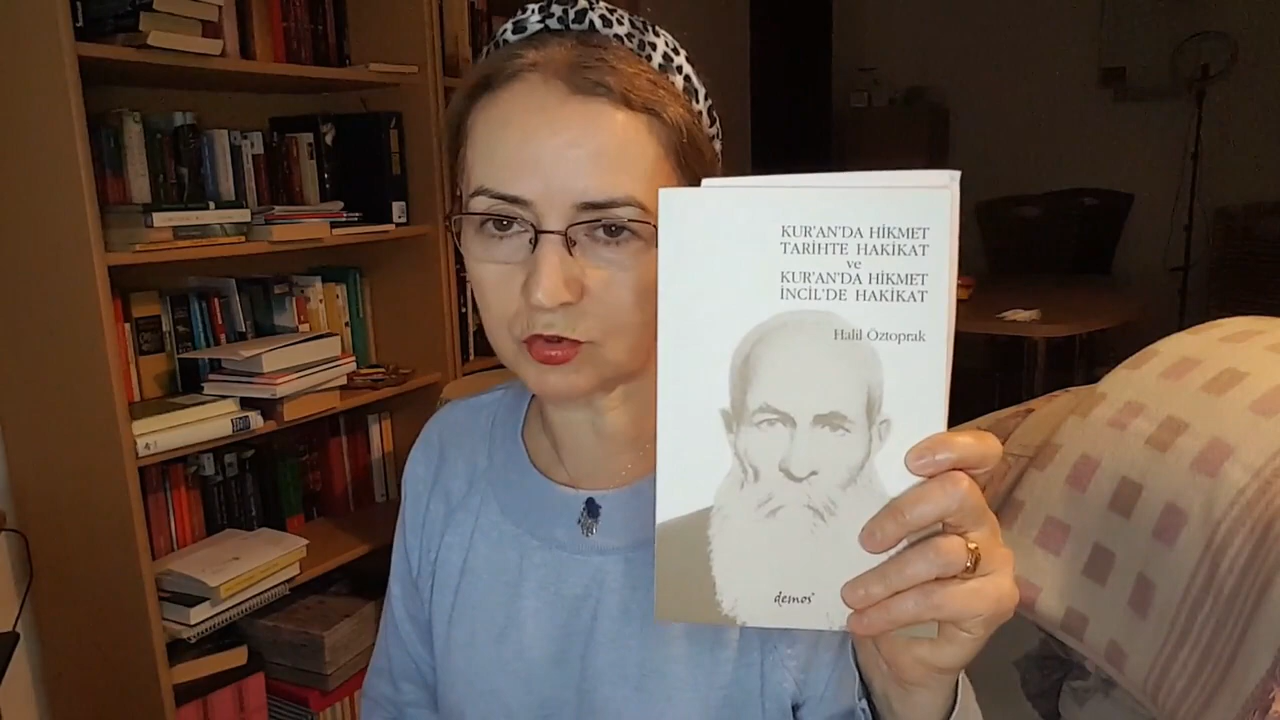 KUR'AN'DA HİKMET
TARİHTE HAKİKAT
ve
KUR'AN'DA HİKMET
İNCİL'DE HAKİKAT
Halil Öztoprak
demos